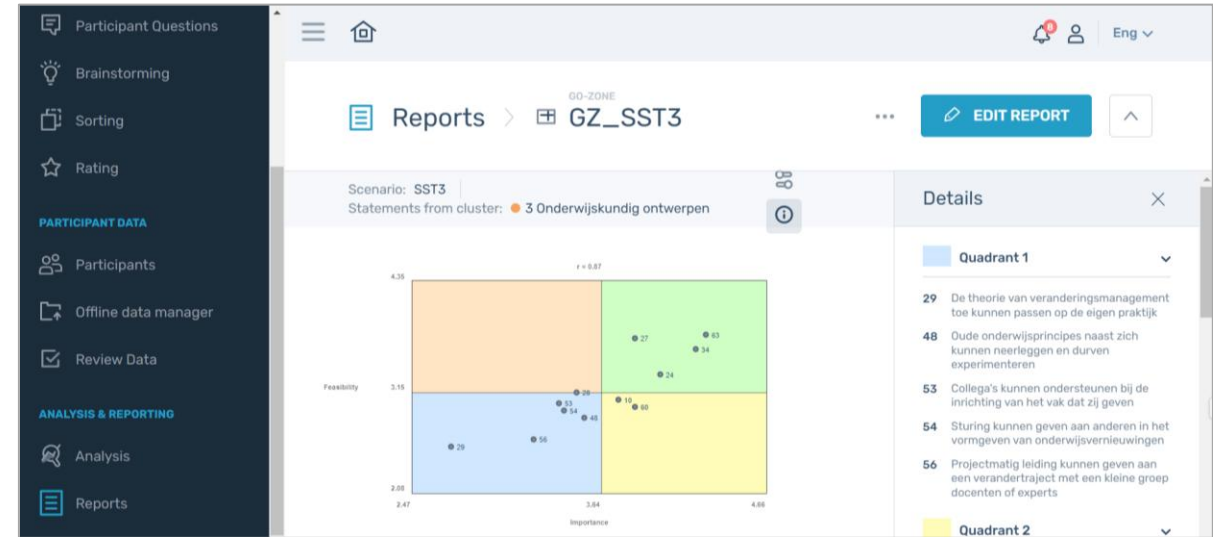 Participant Questions
Brainstorming
Sorting
Rating
PARTICIPANT DATA
Participants
Offline data manager
Review Data
ANALYSIS & REPORTING
Analysis
Reports
Eng
GO-ZONE
Reports > GZ_SST3
EDIT REPORT
Scenario: SST3
Statements from cluster: 3 Onderwijskundig ontwerpen
r = 0.87
4.35
27
63
34
24
Feasibility
3.15
28
53
54
48
10
60
56
29
2.00
2.47
3.64
4.66
Importance
Details
Quadrant 1
29 De theorie van veranderingsmanagement
toe kunnen passen op de eigen praktijk
48 Oude onderwijsprincipes naast zich
kunnen neerleggen en durven
experimenteren
53 Collega's kunnen ondersteunen bij de
inrichting van het vak dat zij geven
54 Sturing kunnen geven aan anderen in het
vormgeven van onderwijsvernieuwingen
56 Projectmatig leiding kunnen geven aan
een verandertraject met een kleine groep
docenten of experts
Quadrant 2